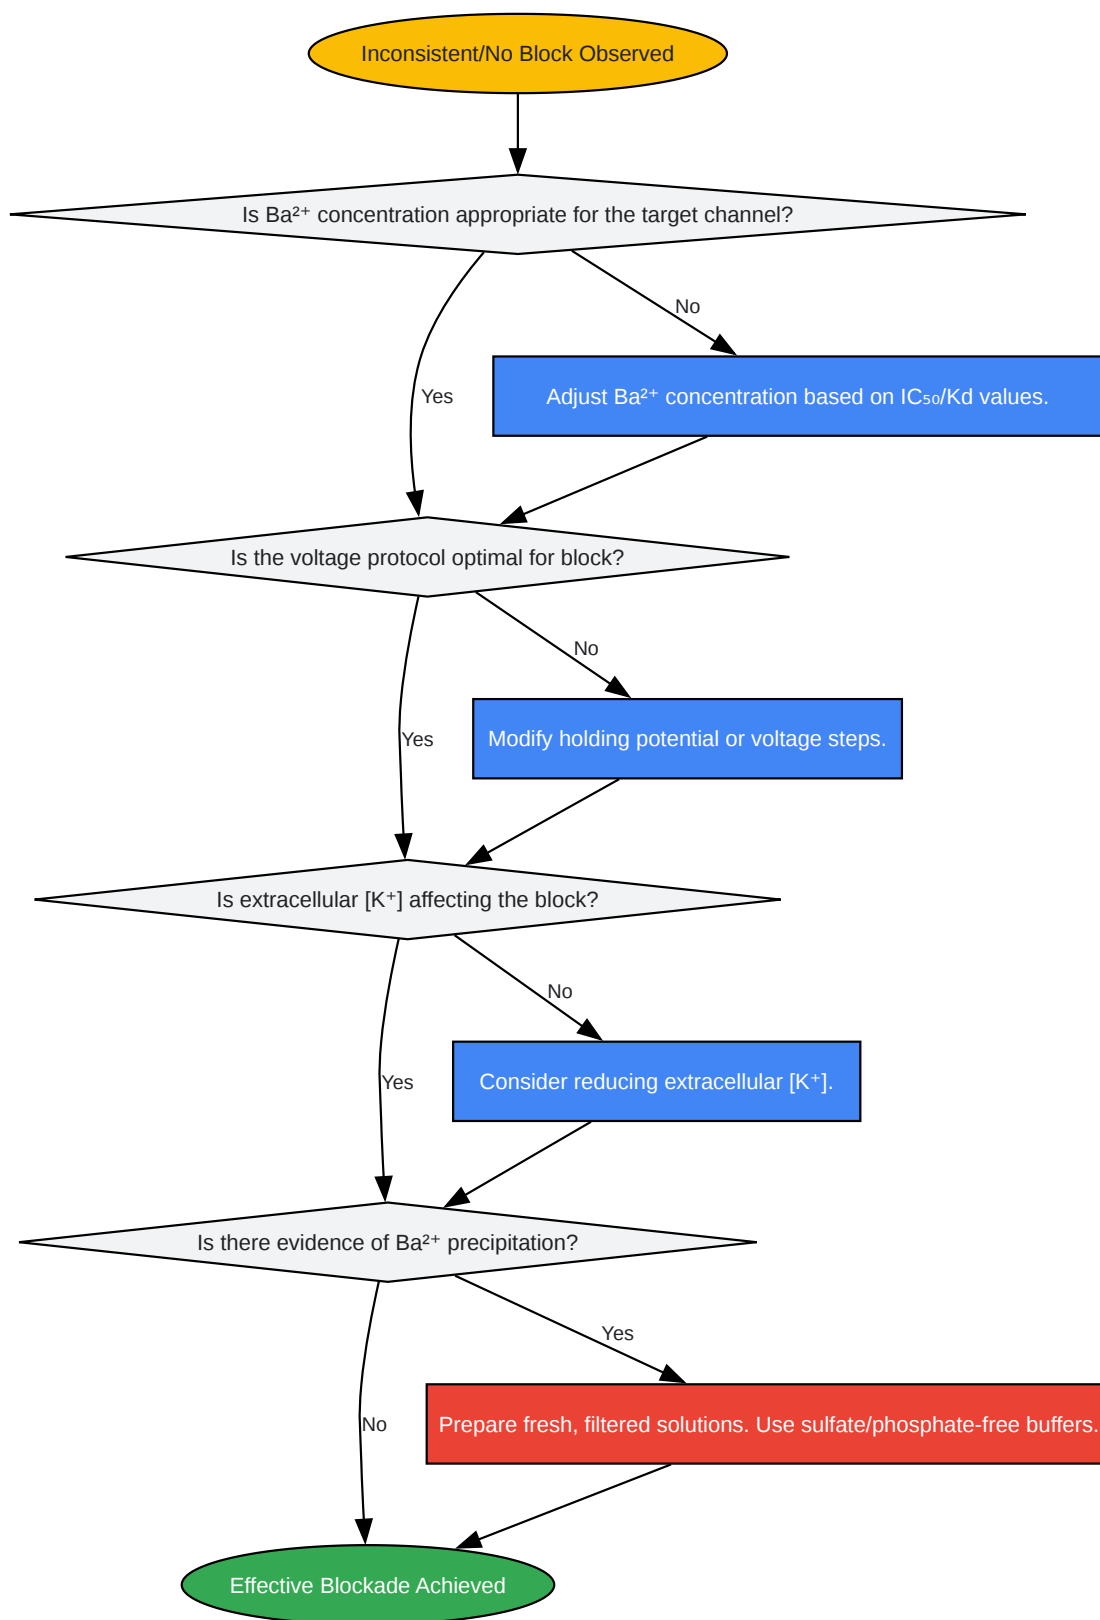 Inconsistent/No Block Observed
Is Ba²⁺ concentration appropriate for the target channel?
No
Yes
Adjust Ba²⁺ concentration based on IC₅₀/Kd values.
Is the voltage protocol optimal for block?
No
Yes
Modify holding potential or voltage steps.
Is extracellular [K⁺] affecting the block?
No
Yes
Consider reducing extracellular [K⁺].
Is there evidence of Ba²⁺ precipitation?
Yes
No
Prepare fresh, filtered solutions. Use sulfate/phosphate-free buffers.
Effective Blockade Achieved